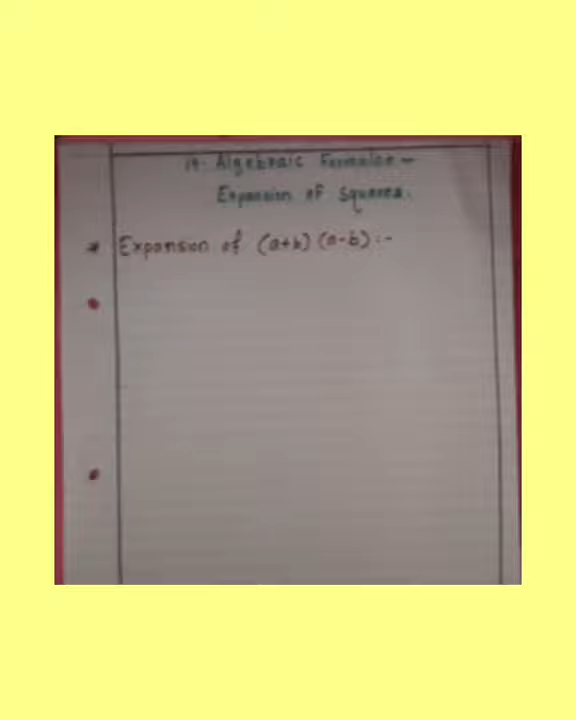 14. Algebraic Formulae -
Expansion of Squares.
* Expansion of (a+b) (a-b) :-